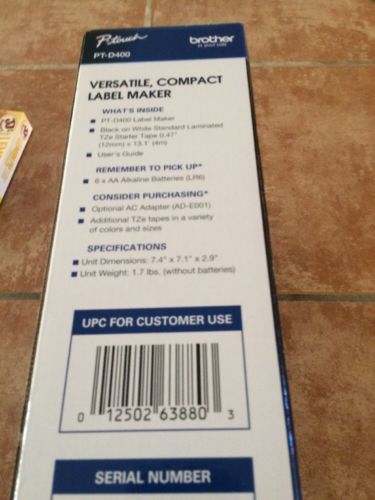 P-touch
brother
at your side
PT-D400
VERSATILE, COMPACT
LABEL MAKER
WHAT'S INSIDE
PT-D400 Label Maker
Black on White Standard Laminated
TZe Starter Tape 0.47"
(12mm) x 13.1' (4m)
User's Guide
REMEMBER TO PICK UP*
6 x AA Alkaline Batteries (LR6)
CONSIDER PURCHASING*
Optional AC Adapter (AD-E001)
Additional TZe tapes in a variety
of colors and sizes
SPECIFICATIONS
Unit Dimensions: 7.4" x 7.1" x 2.9"
Unit Weight: 1.7 lbs. (without batteries)
UPC FOR CUSTOMER USE
0 12502 63880 3
SERIAL NUMBER